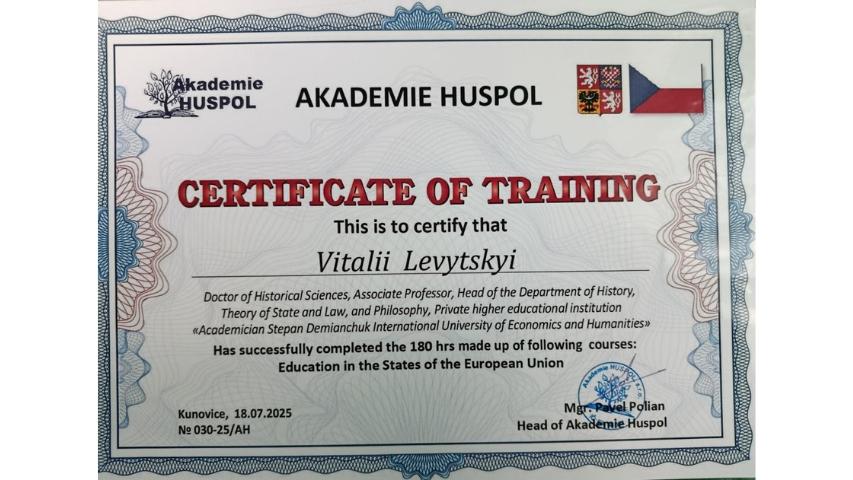 Akademie
HUSPOL
AKADEMIE HUSPOL
CERTIFICATE OF TRAINING
This is to certify that
Vitalii Levytskyi
Doctor of Historical Sciences, Associate Professor, Head of the Department of History,
Theory of State and Law, and Philosophy, Private higher educational institution
«Academician Stepan Demianchuk International University of Economics and Humanities»
Has successfully completed the 180 hrs made up of following courses:
Education in the States of the European Union
Akademie HUSPOL s.r.o.
Kunovice, 18.07.2025
№ 030-25/AH
Mgr. Pavel Polian
Head of Akademie Huspol